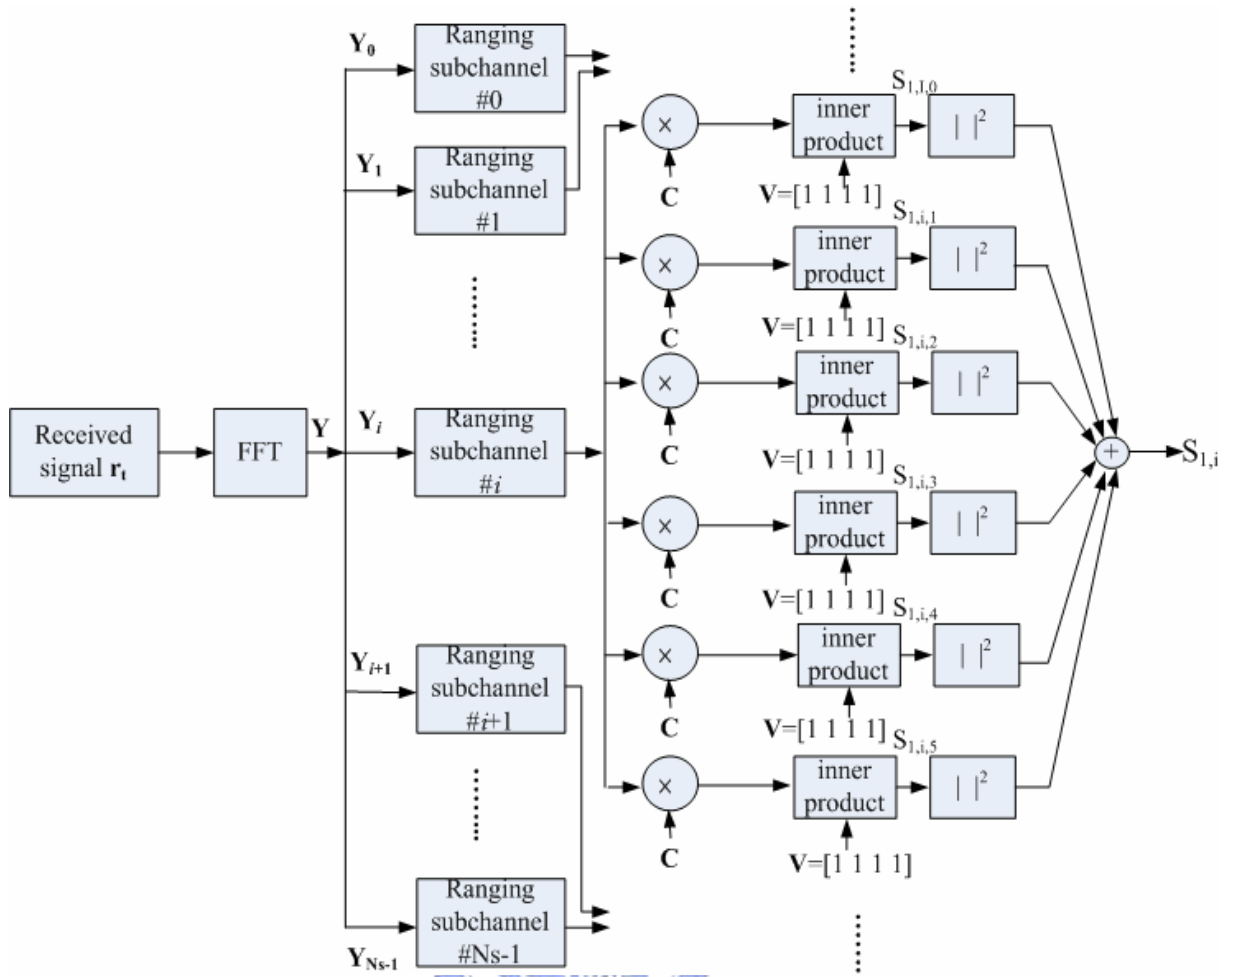 Y0
Ranging
subchannel
#0
Y1
Ranging
subchannel
#1
Received
signal rt
FFT
Y
Yi
Ranging
subchannel
#i
Yi+1
Ranging
subchannel
#i+1
YNs-1
Ranging
subchannel
#Ns-1
×
C
inner
product
V=[1 1 1 1]
S1,I,0
| |2
×
C
inner
product
V=[1 1 1 1]
S1,i,1
| |2
×
C
inner
product
V=[1 1 1 1]
S1,i,2
| |2
×
C
inner
product
V=[1 1 1 1]
S1,i,3
| |2
×
C
inner
product
V=[1 1 1 1]
S1,i,4
| |2
×
C
inner
product
V=[1 1 1 1]
S1,i,5
| |2
+
S1,i